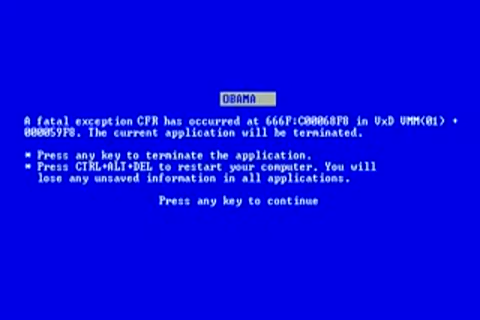 OBAMA
A fatal exception CFR has occurred at 666F:C00068F8 in VxD VMM(01) +
000059F8. The current application will be terminated.
* Press any key to terminate the application.
* Press CTRL+ALT+DEL to restart your computer. You will
lose any unsaved information in all applications.
Press any key to continue